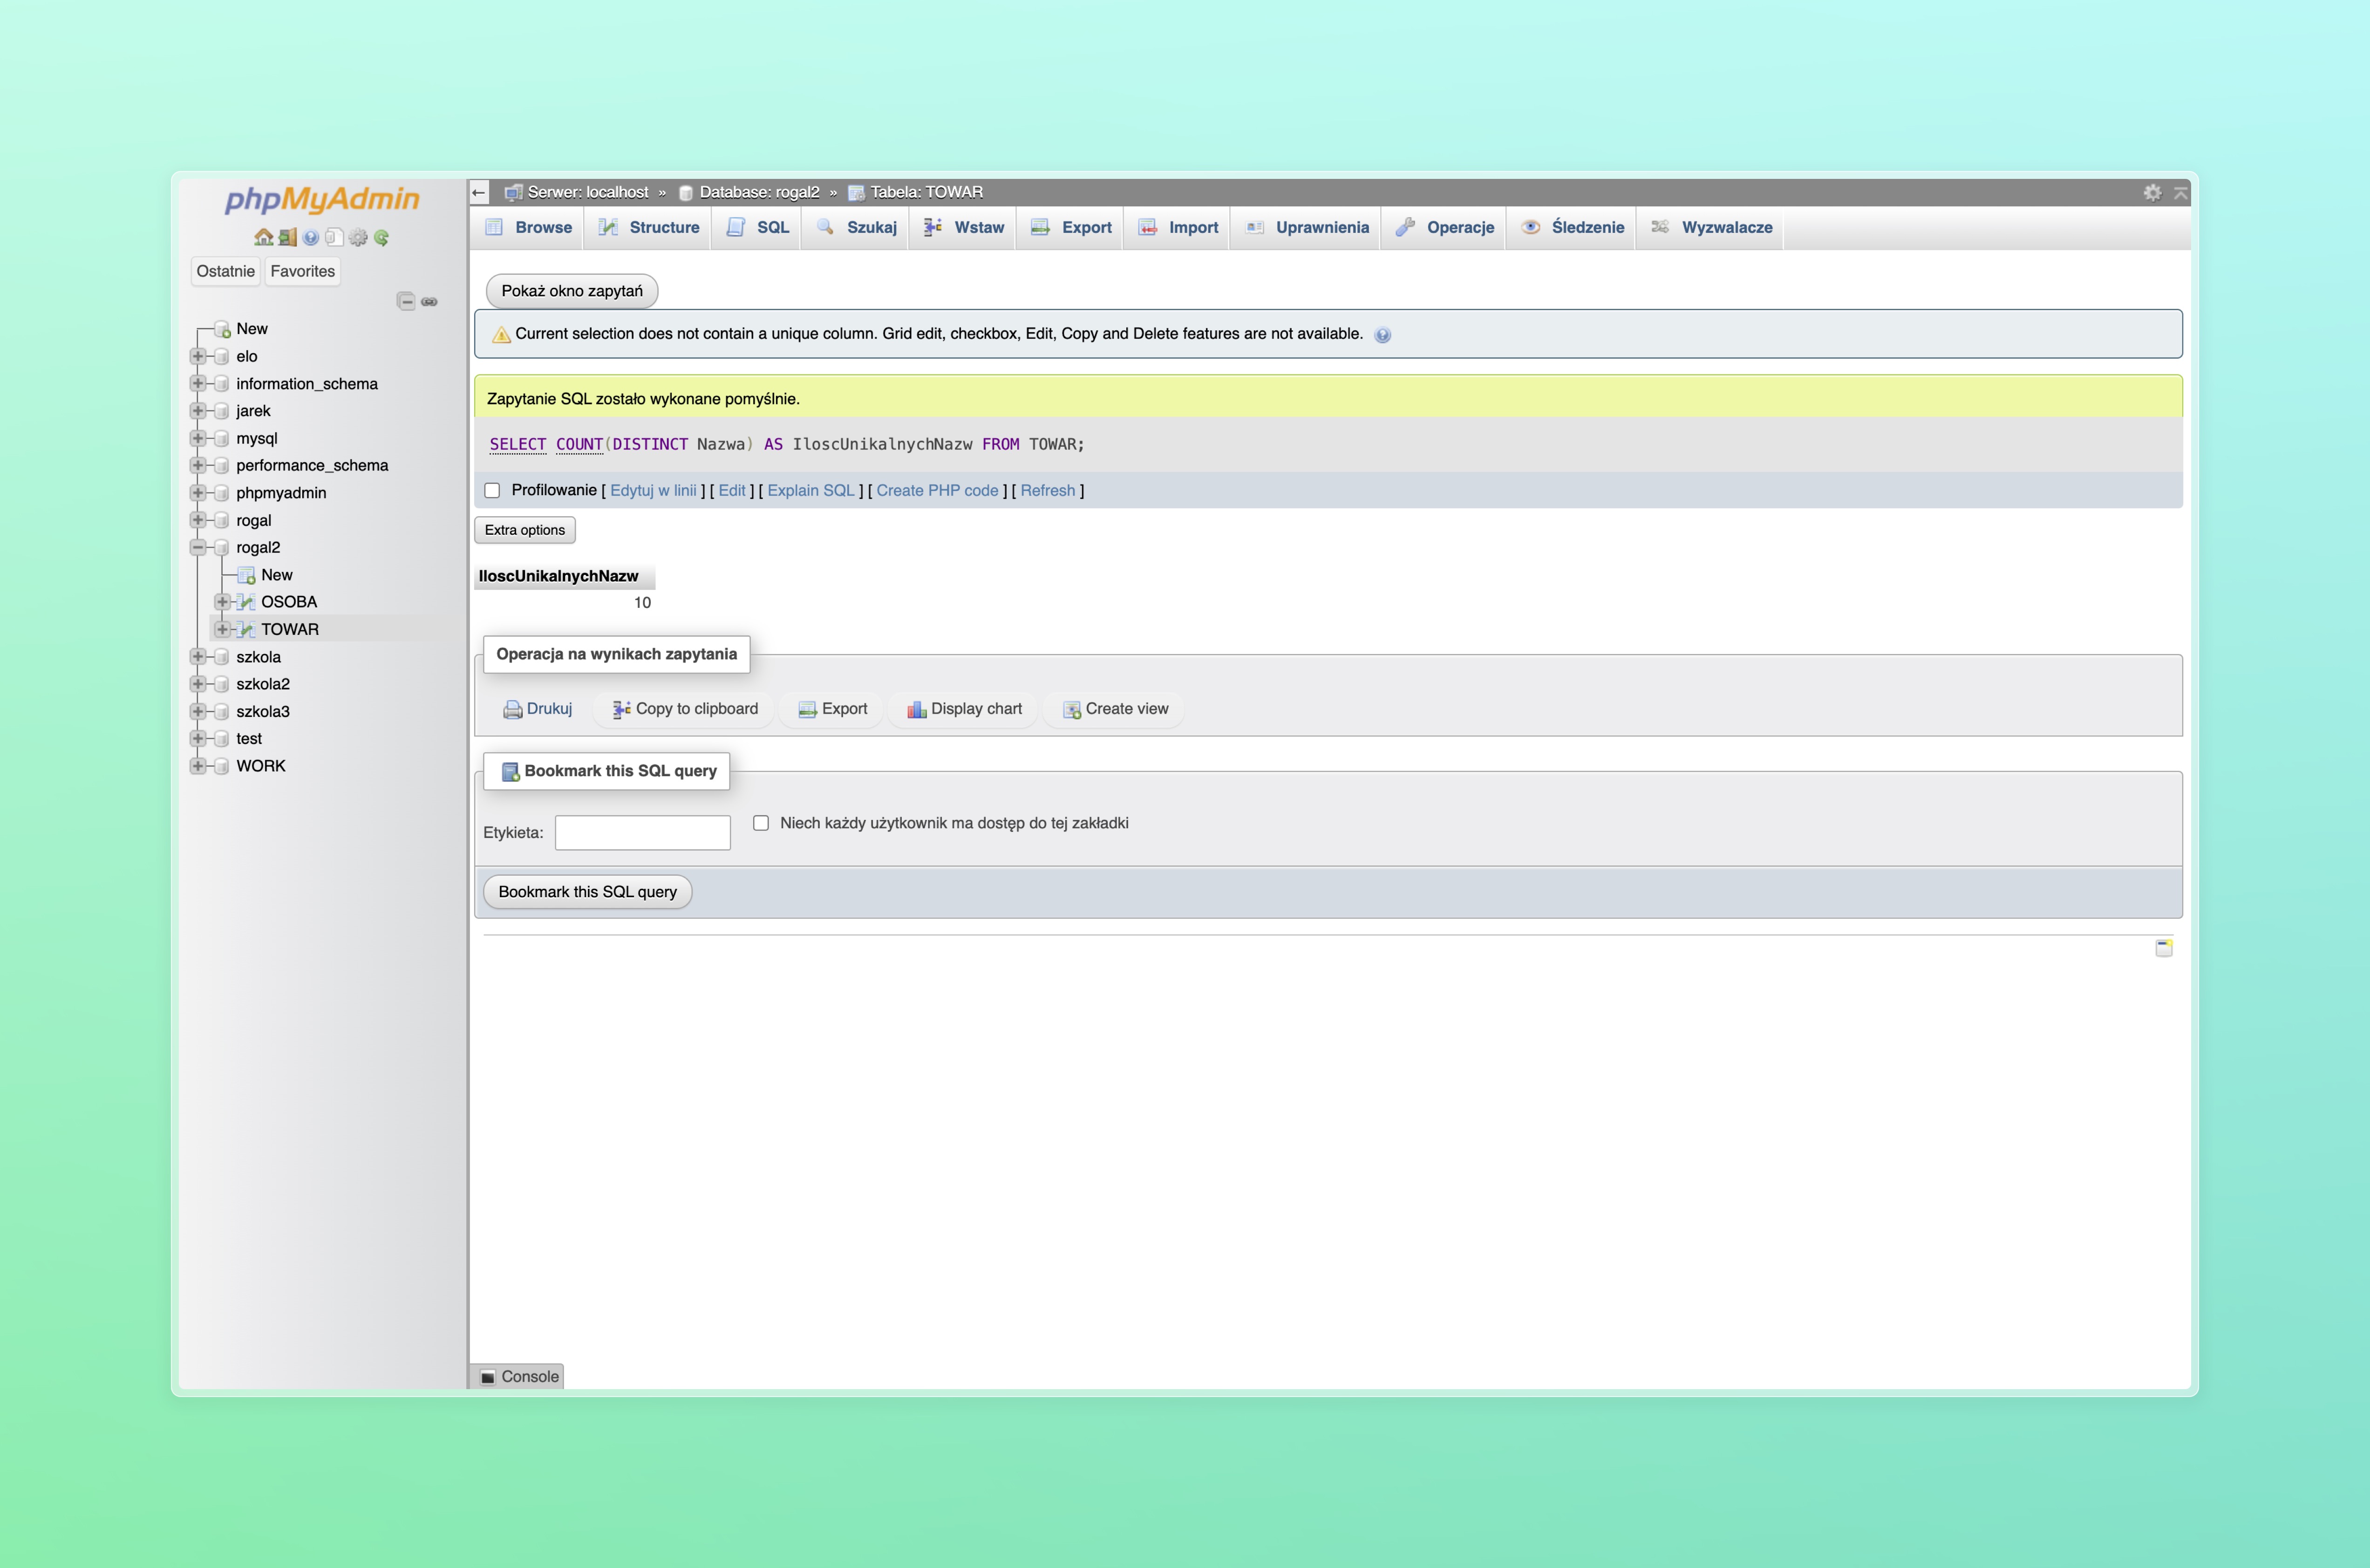 phpMyAdmin
Ostatnie Favorites
New
elo
information_schema
jarek
mysql
performance_schema
phpmyadmin
rogal
rogal2
New
OSOBA
TOWAR
szkola
szkola2
szkola3
test
WORK
Serwer: localhost » Database: rogal2 » Tabela: TOWAR
Browse Structure SQL Szukaj Wstaw Export Import Uprawnienia Operacje Śledzenie Wyzwalacze
Pokaż okno zapytań
Current selection does not contain a unique column. Grid edit, checkbox, Edit, Copy and Delete features are not available.
Zapytanie SQL zostało wykonane pomyślnie.
SELECT COUNT(DISTINCT Nazwa) AS IloscUnikalnychNazw FROM TOWAR;
Profilowanie [ Edytuj w linii ] [ Edit ] [ Explain SQL ] [ Create PHP code ] [ Refresh ]
Extra options
IloscUnikalnychNazw
10
Operacja na wynikach zapytania
Drukuj Copy to clipboard Export Display chart Create view
Bookmark this SQL query
Etykieta: Niech każdy użytkownik ma dostęp do tej zakładki
Bookmark this SQL query
Console